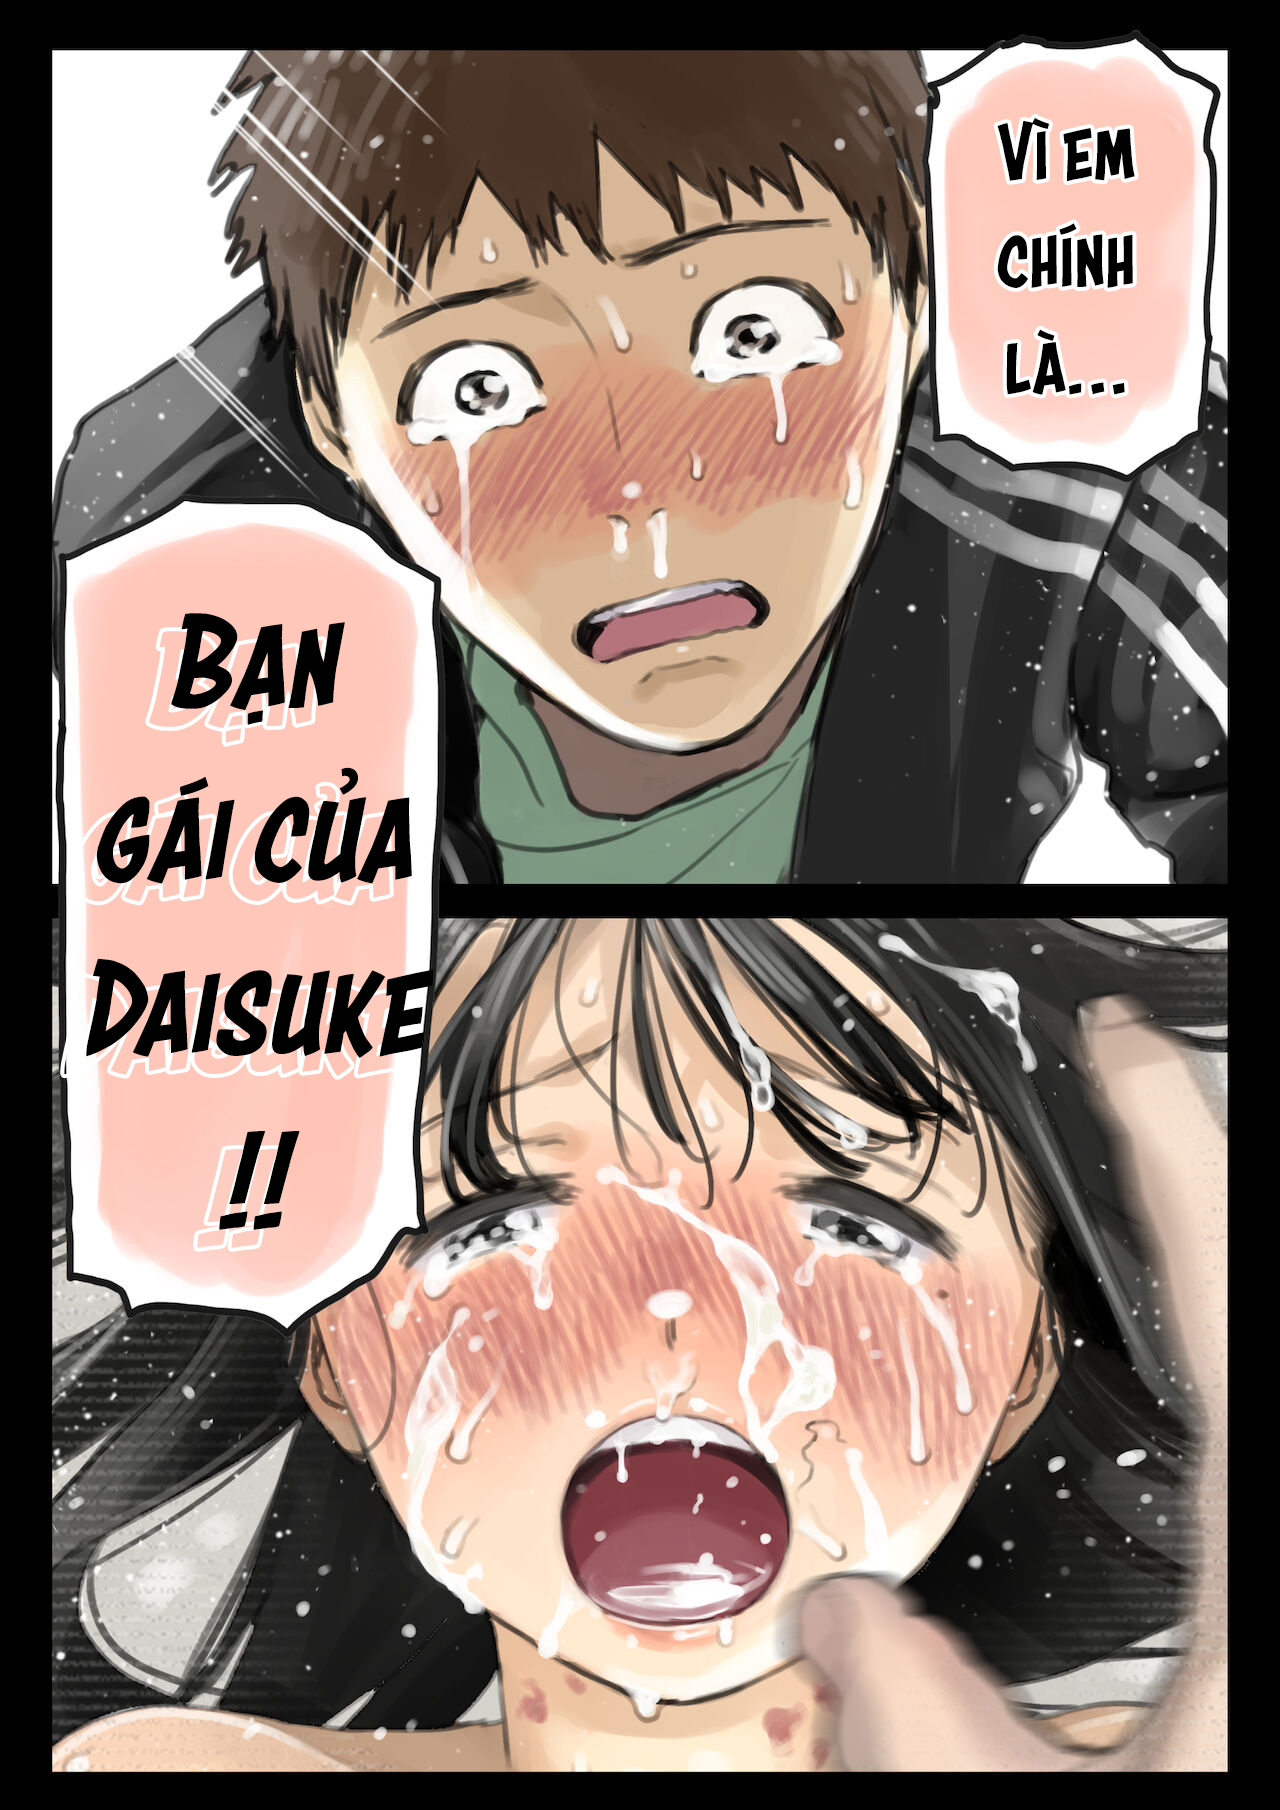 VÌ EM
CHÍNH
LÀ...
BẠN
GÁI CỦA
DAISUKE
!!